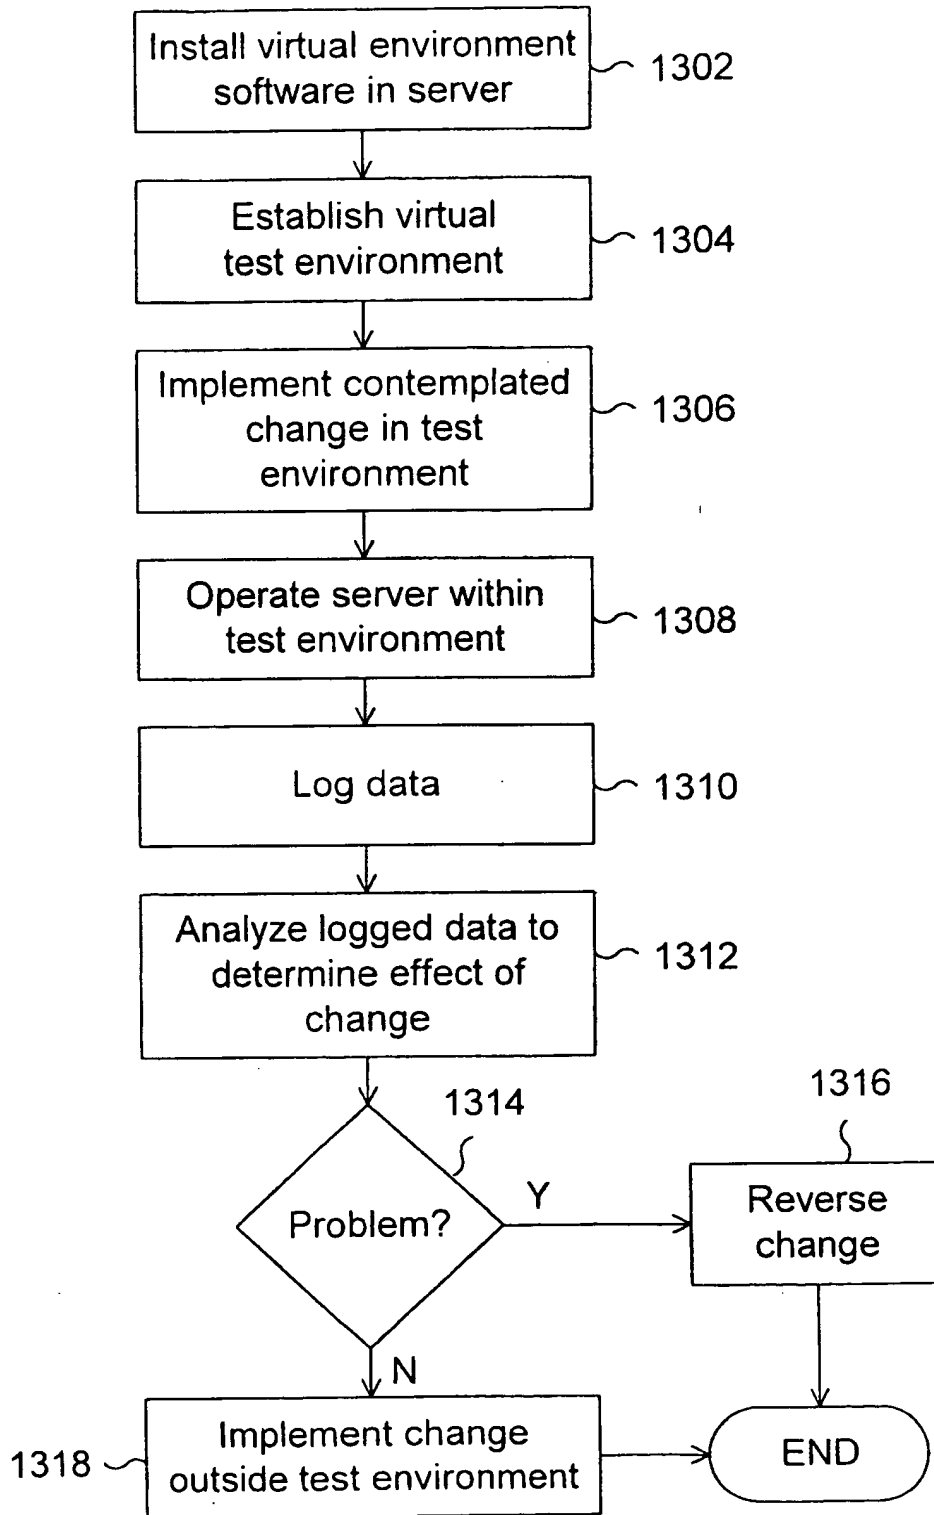 Install virtual environment
software in server
1302
Establish virtual
test environment
1304
Implement contemplated
change in test
environment
1306
Operate server within
test environment
1308
Log data
1310
Analyze logged data to
determine effect of
change
1312
1314
Problem?
Y
1316
Reverse
change
N
1318
Implement change
outside test environment
END